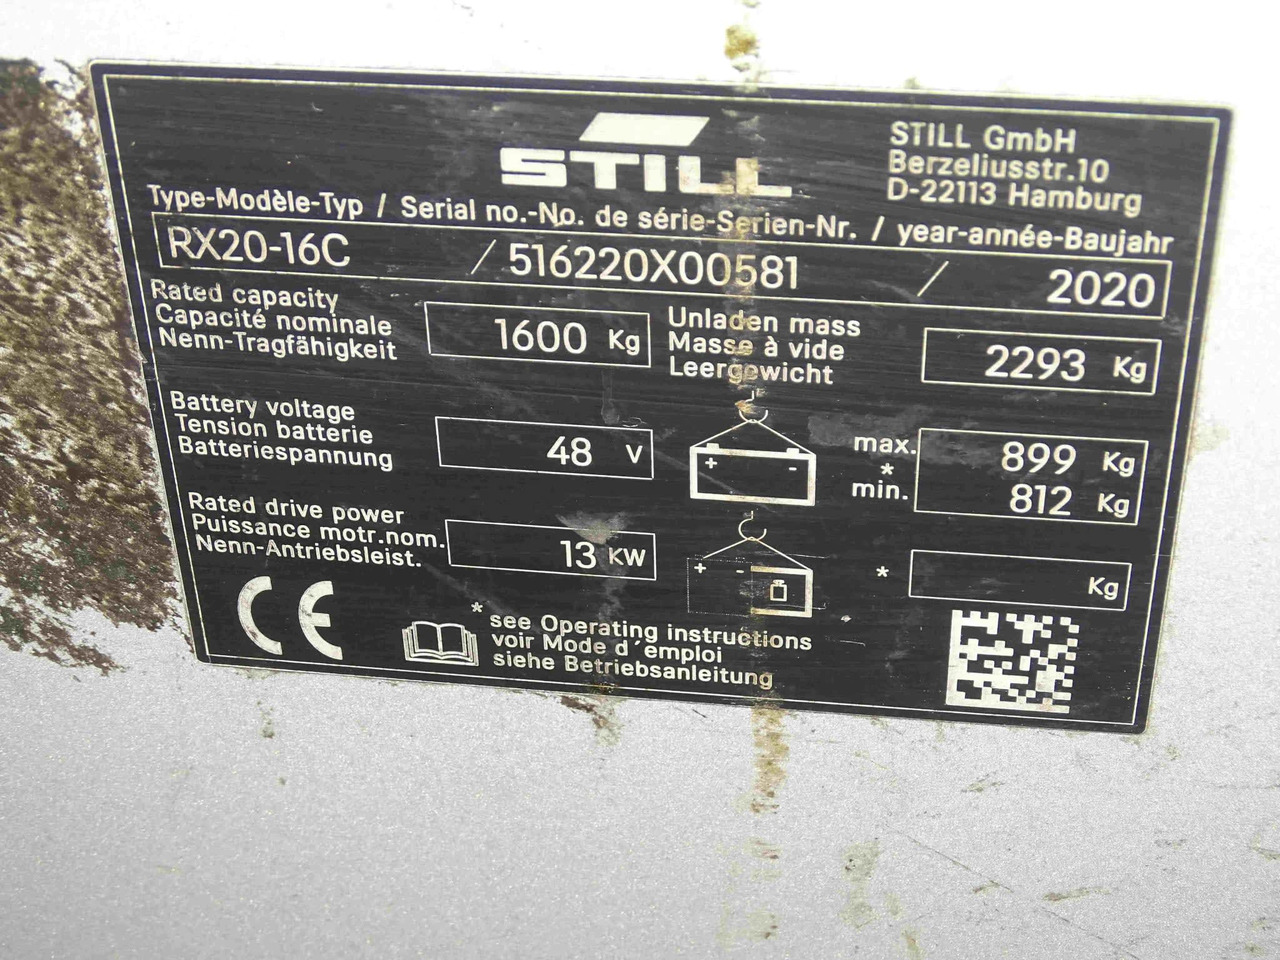 STILL
STILL GmbH
Berzeliusstr.10
D-22113 Hamburg
Type-Modèle-Typ / Serial no.-No. de série-Serien-Nr. / year-année-Baujahr
RX20-16C / 516220X00581 / 2020
Rated capacity
Capacité nominale
Nenn-Tragfähigkeit
1600 Kg
Unladen mass
Masse à vide
Leergewicht
2293 Kg
Battery voltage
Tension batterie
Batteriespannung
48 V
+ -
max. 899 Kg
*
min. 812 Kg
Rated drive power
Puissance motr.nom.
Nenn-Antriebsleist.
13 KW
+ -
* Kg
CE
* see Operating instructions
voir Mode d'emploi
siehe Betriebsanleitung